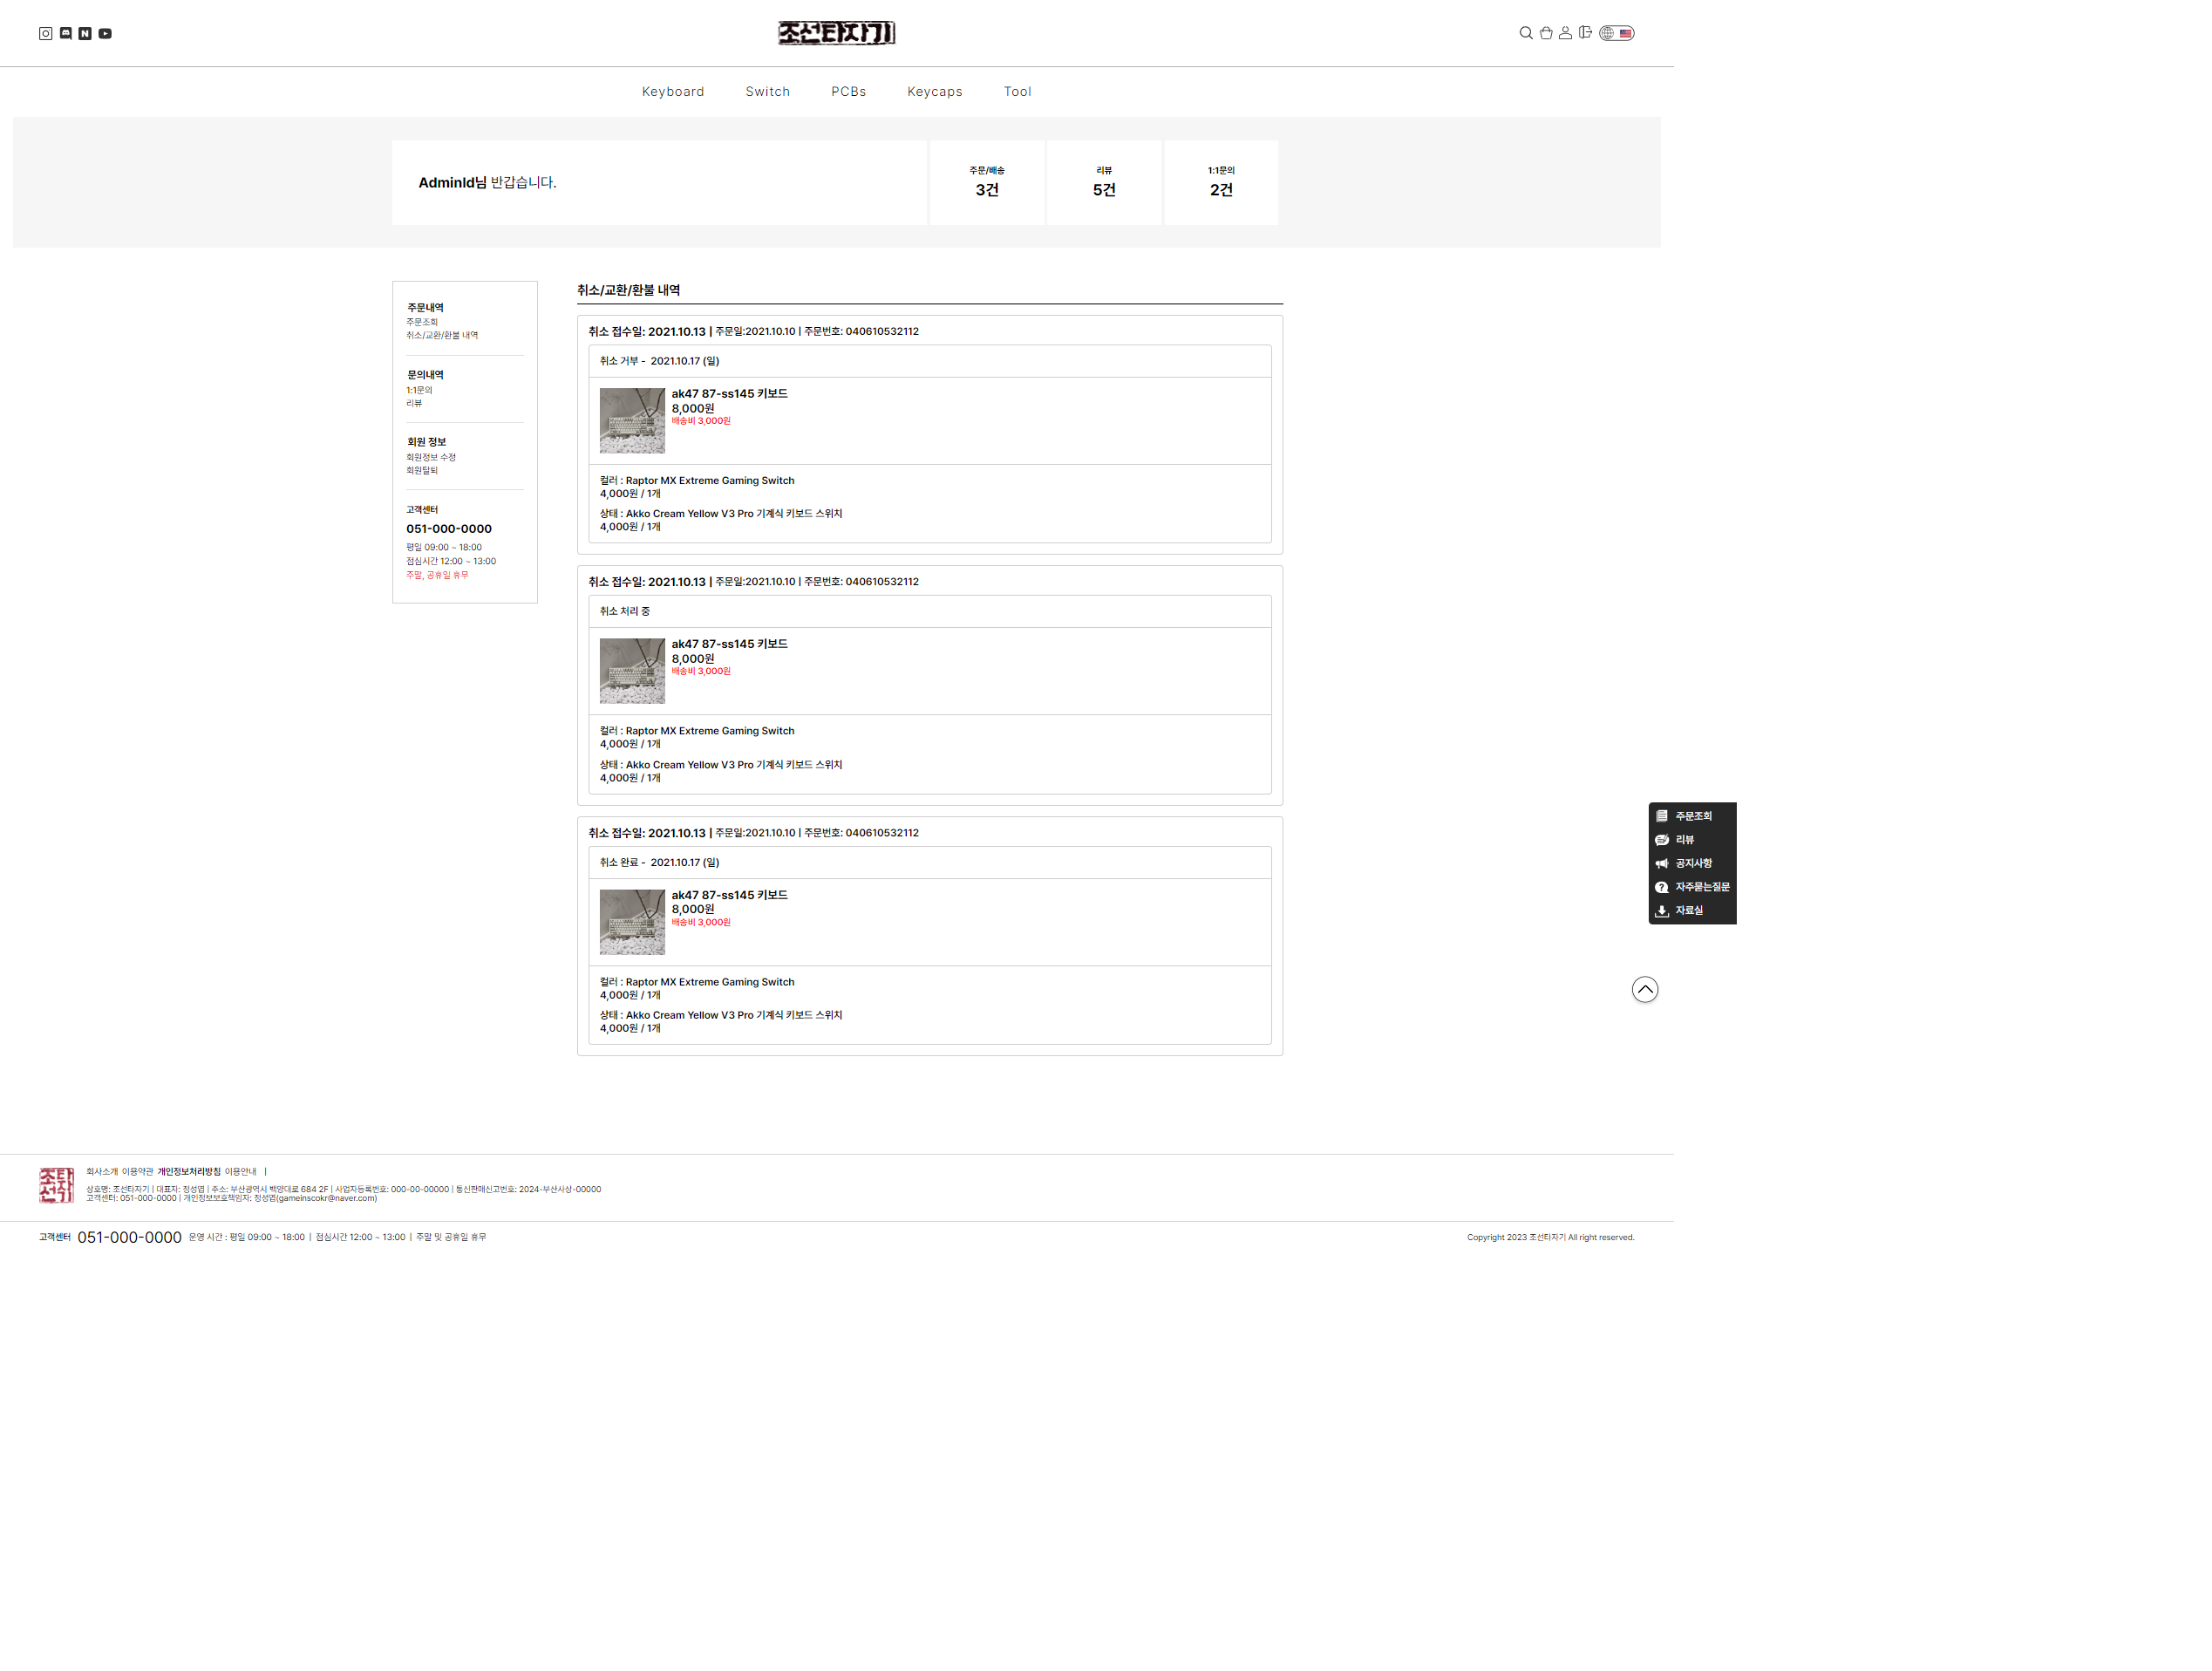 조선타자기
Keyboard Switch PCBs Keycaps Tool
AdminId님 반갑습니다.
주문/배송
3건
리뷰
5건
1:1문의
2건
주문내역
주문조회
취소/교환/환불 내역
문의내역
1:1문의
리뷰
회원 정보
회원정보 수정
회원탈퇴
고객센터
051-000-0000
평일 09:00 ~ 18:00
점심시간 12:00 ~ 13:00
주말, 공휴일 휴무
취소/교환/환불 내역
취소 접수일: 2021.10.13 | 주문일:2021.10.10 | 주문번호: 040610532112
취소 거부 - 2021.10.17 (일)
ak47 87-ss145 키보드
8,000원
배송비 3,000원
컬러 : Raptor MX Extreme Gaming Switch
4,000원 / 1개
상태 : Akko Cream Yellow V3 Pro 기계식 키보드 스위치
4,000원 / 1개
취소 접수일: 2021.10.13 | 주문일:2021.10.10 | 주문번호: 040610532112
취소 처리 중
ak47 87-ss145 키보드
8,000원
배송비 3,000원
컬러 : Raptor MX Extreme Gaming Switch
4,000원 / 1개
상태 : Akko Cream Yellow V3 Pro 기계식 키보드 스위치
4,000원 / 1개
취소 접수일: 2021.10.13 | 주문일:2021.10.10 | 주문번호: 040610532112
취소 완료 - 2021.10.17 (일)
ak47 87-ss145 키보드
8,000원
배송비 3,000원
컬러 : Raptor MX Extreme Gaming Switch
4,000원 / 1개
상태 : Akko Cream Yellow V3 Pro 기계식 키보드 스위치
4,000원 / 1개
주문조회
리뷰
공지사항
자주묻는질문
자료실
조선타자기
회사소개 이용약관 개인정보처리방침 이용안내 |
상호명: 조선타자기 | 대표자: 정성엽 | 주소: 부산광역시 백양대로 684 2F | 사업자등록번호: 000-00-00000 | 통신판매신고번호: 2024-부산사상-00000
고객센터: 051-000-0000 | 개인정보보호책임자: 정성엽(gameinscokr@naver.com)
고객센터 051-000-0000 운영 시간 : 평일 09:00 ~ 18:00 | 점심시간 12:00 ~ 13:00 | 주말 및 공휴일 휴무
Copyright 2023 조선타자기 All right reserved.